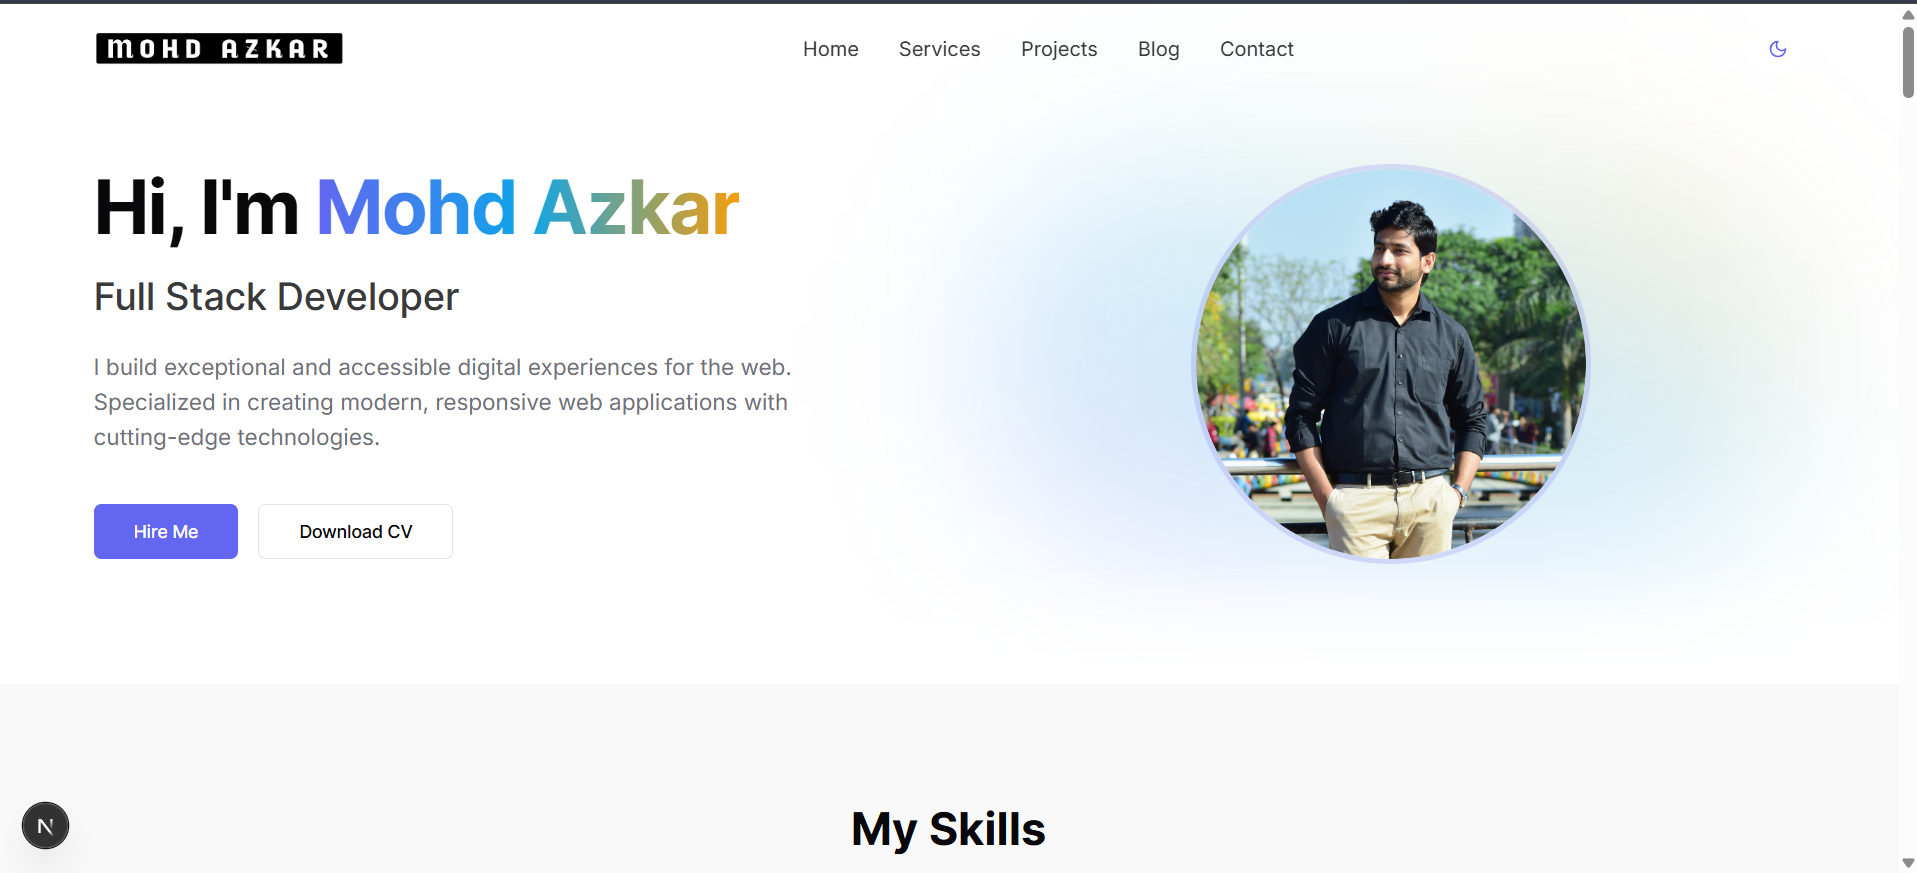 MOHD AZKAR
Home Services Projects Blog Contact
Hi, I'm Mohd Azkar
Full Stack Developer
I build exceptional and accessible digital experiences for the web.
Specialized in creating modern, responsive web applications with
cutting-edge technologies.
Hire Me Download CV
N
My Skills